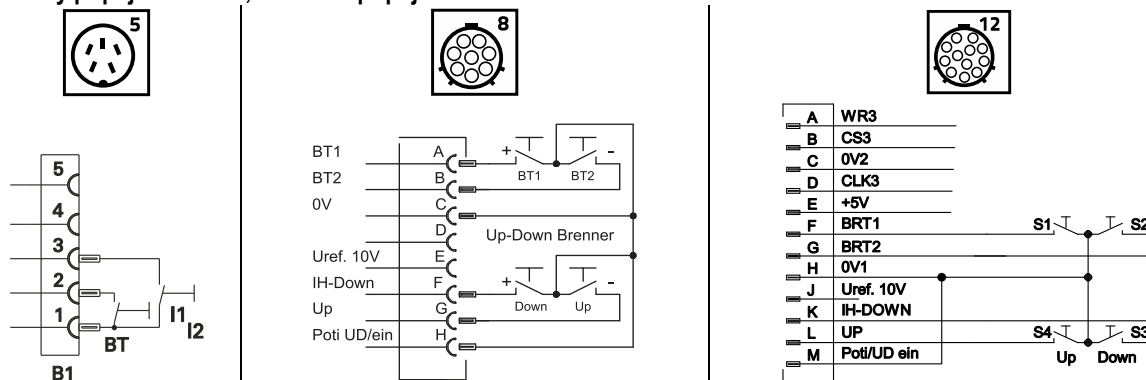 5
5
4
3
2
1
BT
I1
I2
B1
8
BT1
BT2
0V
Uref. 10V
IH-Down
Up
Poti UD/ein
A
B
C
D
E
F
G
H
+
-
BT1
BT2
Up-Down Brenner
+
-
Down
Up
12
A WR3
B CS3
C 0V2
D CLK3
E +5V
F BRT1
G BRT2
H 0V1
J Uref. 10V
K IH-DOWN
L UP
M Poti/UD ein
S1
S2
S4
S3
Up
Down